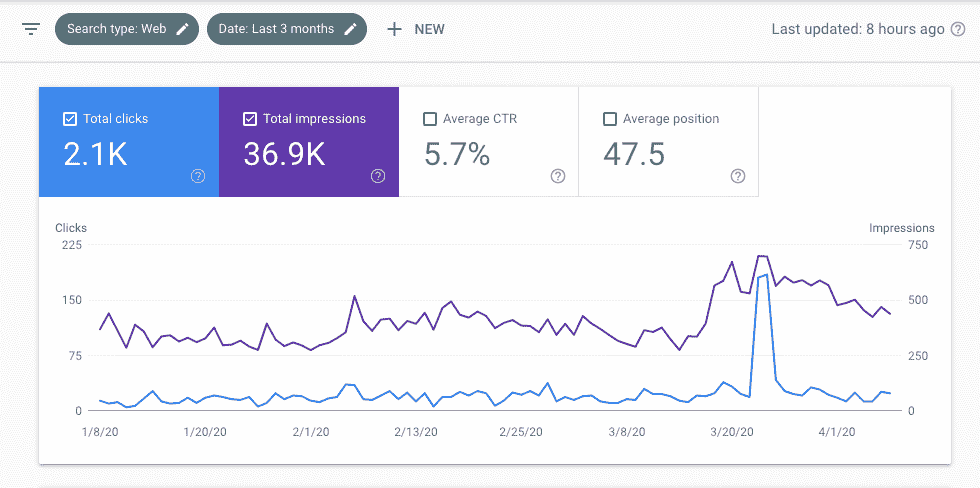 Search type: Web Date: Last 3 months + NEW Last updated: 8 hours ago ?
Total clicks Total impressions Average CTR Average position
2.1K 36.9K 5.7% 47.5
? ? ? ?
Clicks Impressions
225 750
150 500
75 250
0 0
1/8/20 1/20/20 2/1/20 2/13/20 2/25/20 3/8/20 3/20/20 4/1/20